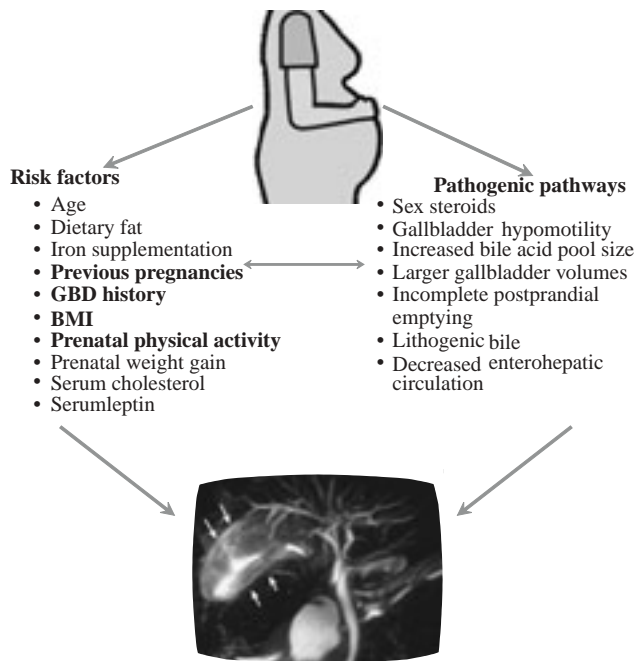 Risk factors
• Age
• Dietary fat
• Iron supplementation
• Previous pregnancies
• GBD history
• BMI
• Prenatal physical activity
• Prenatal weight gain
• Serum cholesterol
• Serumleptin
Pathogenic pathways
• Sex steroids
• Gallbladder hypomotility
• Increased bile acid pool size
• Larger gallbladder volumes
• Incomplete postprandial
emptying
• Lithogenic bile
• Decreased enterohepatic
circulation